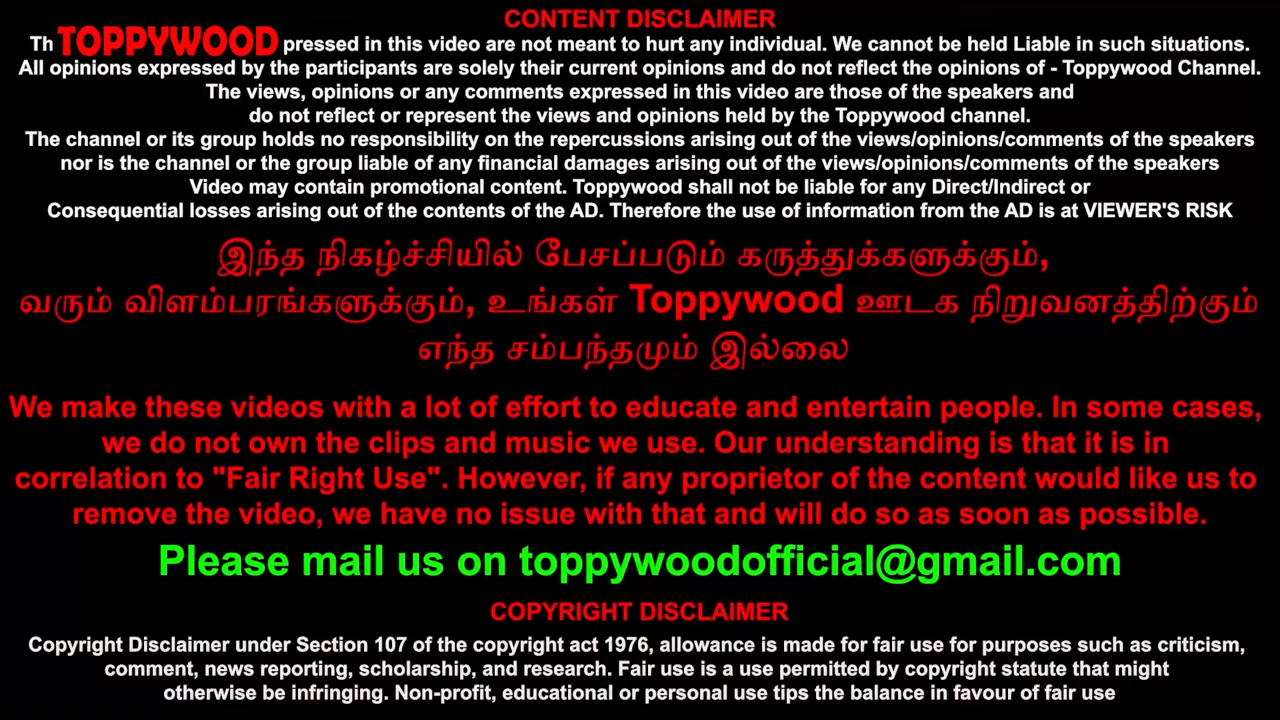 CONTENT DISCLAIMER
Th TOPPYWOOD pressed in this video are not meant to hurt any individual. We cannot be held Liable in such situations.
All opinions expressed by the participants are solely their current opinions and do not reflect the opinions of - Toppywood Channel.
The views, opinions or any comments expressed in this video are those of the speakers and
do not reflect or represent the views and opinions held by the Toppywood channel.
The channel or its group holds no responsibility on the repercussions arising out of the views/opinions/comments of the speakers
nor is the channel or the group liable of any financial damages arising out of the views/opinions/comments of the speakers
Video may contain promotional content. Toppywood shall not be liable for any Direct/Indirect or
Consequential losses arising out of the contents of the AD. Therefore the use of information from the AD is at VIEWER'S RISK
இந்த நிகழ்ச்சியில் பேசப்படும் கருத்துக்களுக்கும்,
வரும் விளம்பரங்களுக்கும், உங்கள் Toppywood ஊடக நிறுவனத்திற்கும்
எந்த சம்பந்தமும் இல்லை
We make these videos with a lot of effort to educate and entertain people. In some cases,
we do not own the clips and music we use. Our understanding is that it is in
correlation to "Fair Right Use". However, if any proprietor of the content would like us to
remove the video, we have no issue with that and will do so as soon as possible.
Please mail us on toppywoodofficial@gmail.com
COPYRIGHT DISCLAIMER
Copyright Disclaimer under Section 107 of the copyright act 1976, allowance is made for fair use for purposes such as criticism,
comment, news reporting, scholarship, and research. Fair use is a use permitted by copyright statute that might
otherwise be infringing. Non-profit, educational or personal use tips the balance in favour of fair use